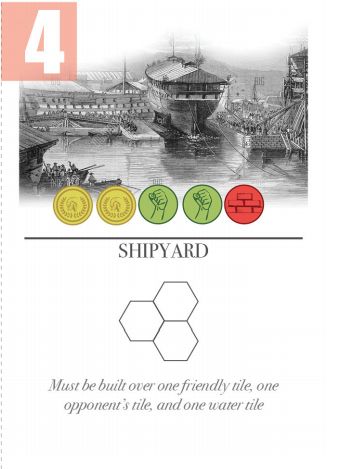 4
SHIPYARD
Must be built over one friendly tile, one
opponent's tile, and one water tile